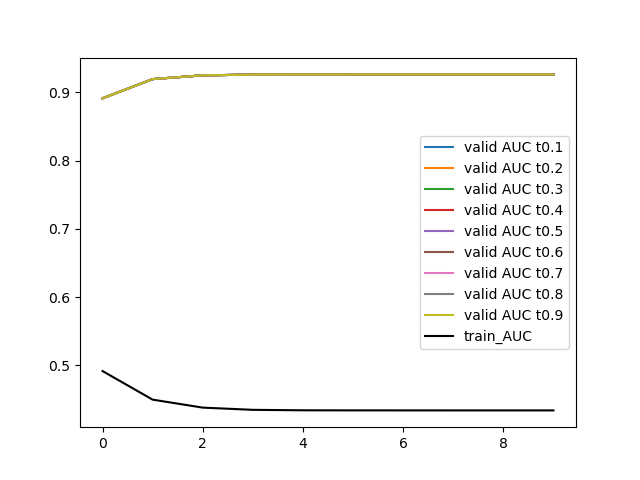 0.9
0.8
0.7
0.6
0.5
valid AUC t0.1
valid AUC t0.2
valid AUC t0.3
valid AUC t0.4
valid AUC t0.5
valid AUC t0.6
valid AUC t0.7
valid AUC t0.8
valid AUC t0.9
train_AUC
0 2 4 6 8